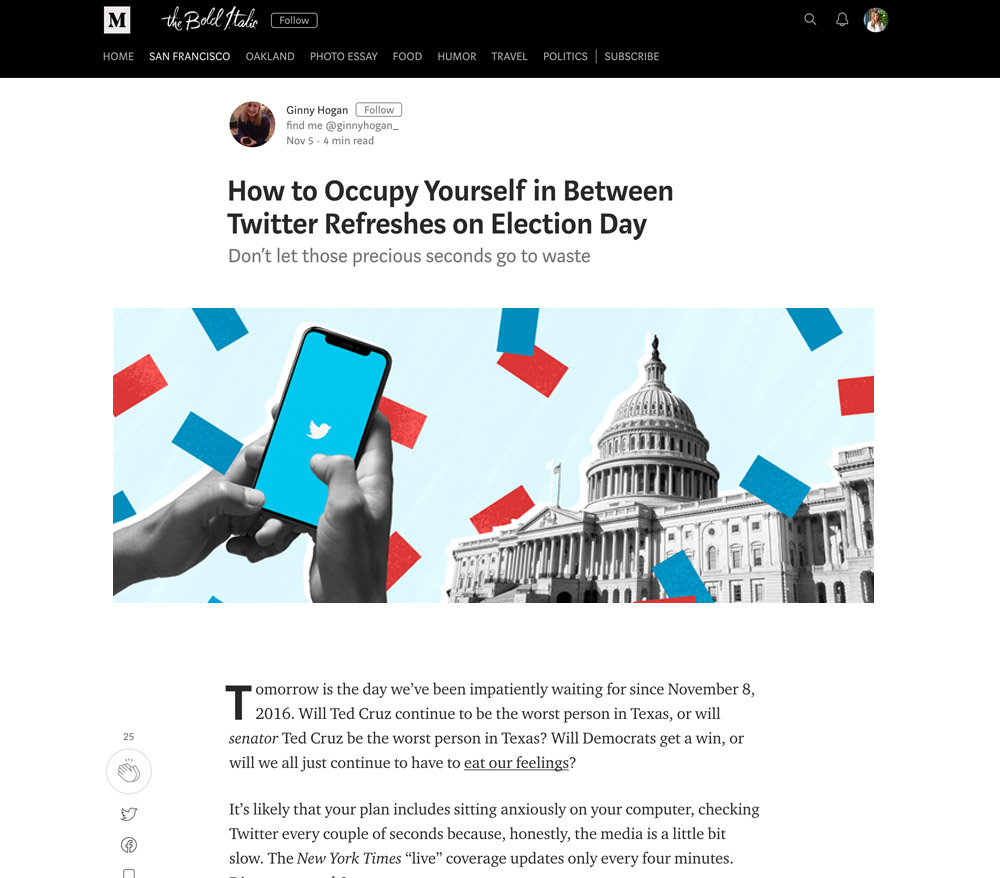 M the Bold Italic Follow
HOME SAN FRANCISCO OAKLAND PHOTO ESSAY FOOD HUMOR TRAVEL POLITICS | SUBSCRIBE
Ginny Hogan Follow
find me @ginnyhogan_
Nov 5 · 4 min read
How to Occupy Yourself in Between
Twitter Refreshes on Election Day
Don’t let those precious seconds go to waste
Tomorrow is the day we’ve been impatiently waiting for since November 8,
2016. Will Ted Cruz continue to be the worst person in Texas, or will
senator Ted Cruz be the worst person in Texas? Will Democrats get a win, or
will we all just continue to have to eat our feelings?
25
It’s likely that your plan includes sitting anxiously on your computer, checking
Twitter every couple of seconds because, honestly, the media is a little bit
slow. The New York Times “live” coverage updates only every four minutes.